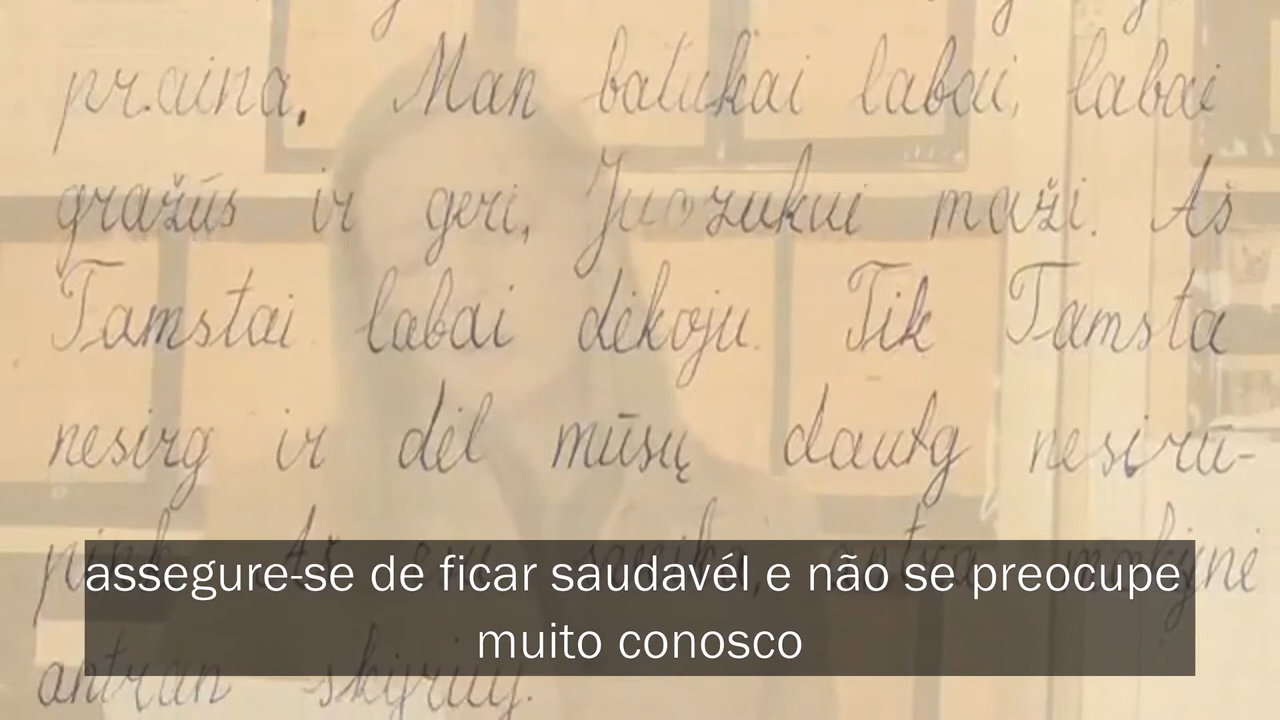 praina. Man batukai labai, labai
gražūs ir geri, Juozukui maži. Aš
Tamstai labai dėkoju. Tik Tamsta
nesirg ir dėl mūsų daug nesirū-
assegure-se de ficar saudavél e não se preocupe
muito conosco
antran skyriuj.